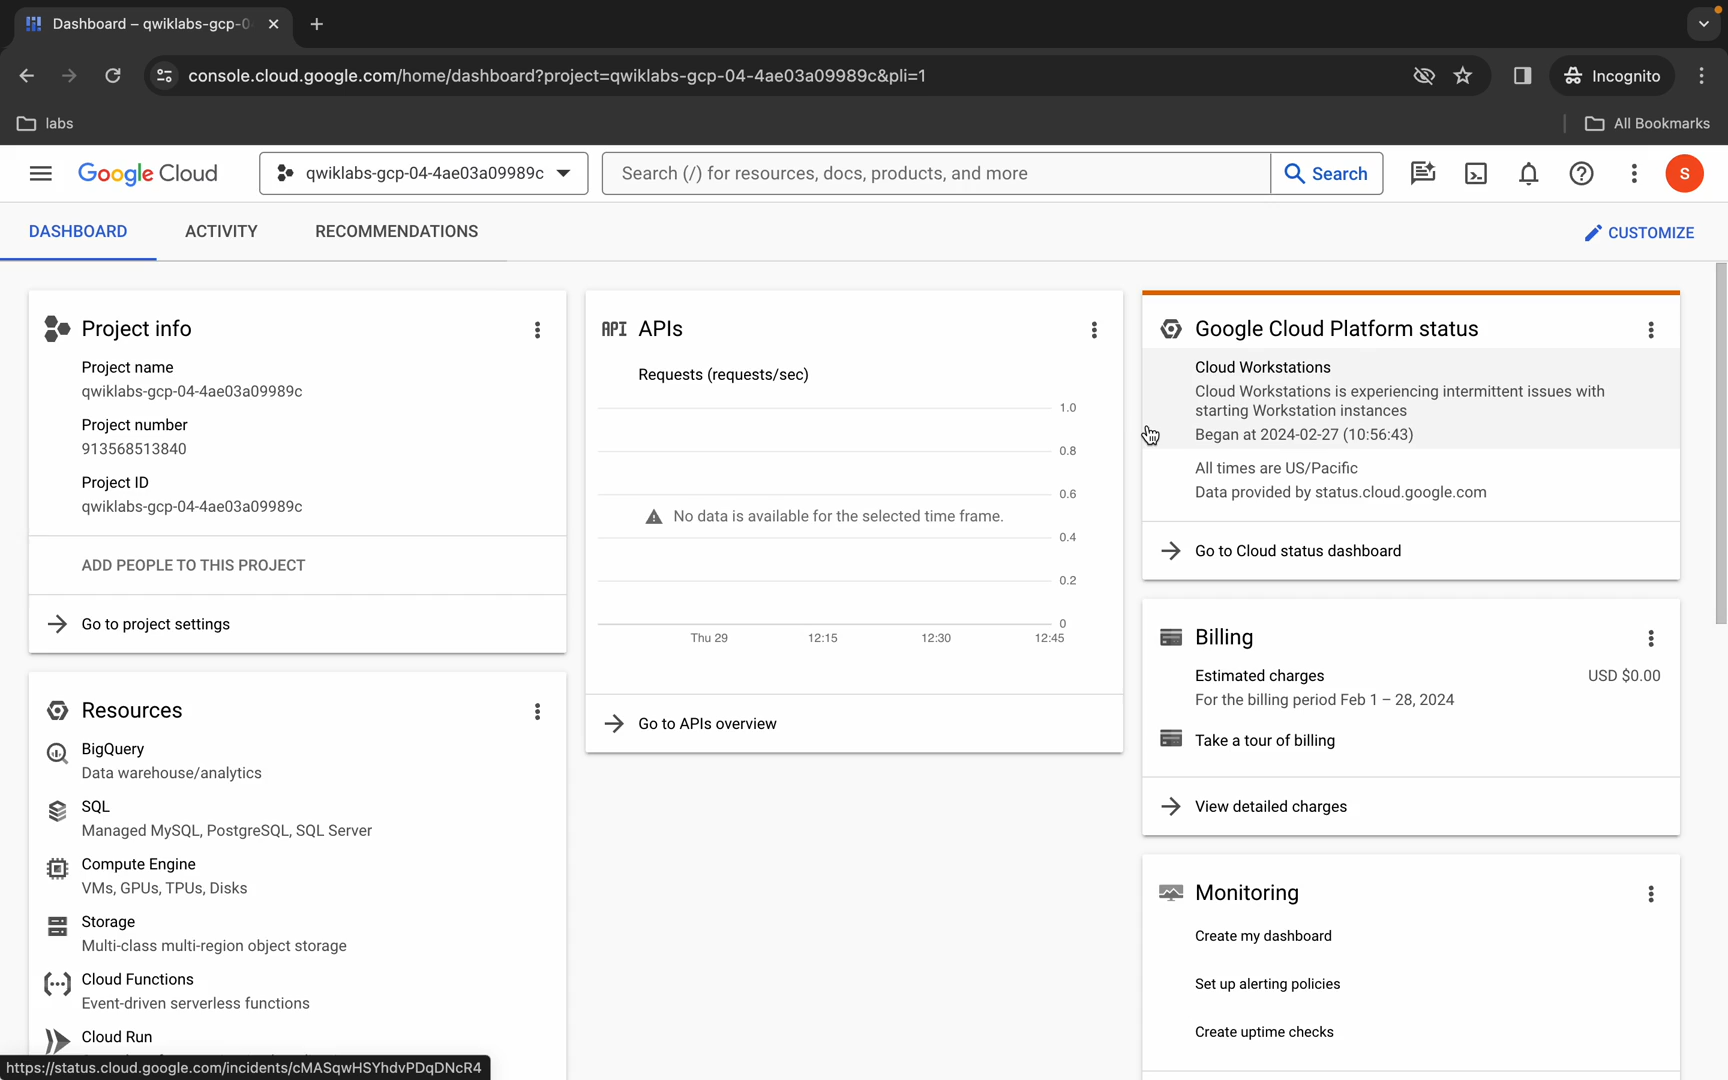 Dashboard – qwiklabs-gcp-0
console.cloud.google.com/home/dashboard?project=qwiklabs-gcp-04-4ae03a09989c&pli=1
Incognito
labs
All Bookmarks
Google Cloud
qwiklabs-gcp-04-4ae03a09989c
Search (/) for resources, docs, products, and more
Search
S
DASHBOARD
ACTIVITY
RECOMMENDATIONS
CUSTOMIZE
Project info
Project name
qwiklabs-gcp-04-4ae03a09989c
Project number
913568513840
Project ID
qwiklabs-gcp-04-4ae03a09989c
ADD PEOPLE TO THIS PROJECT
Go to project settings
Resources
BigQuery
Data warehouse/analytics
SQL
Managed MySQL, PostgreSQL, SQL Server
Compute Engine
VMs, GPUs, TPUs, Disks
Storage
Multi-class multi-region object storage
Cloud Functions
Event-driven serverless functions
Cloud Run
API APIs
Requests (requests/sec)
1.0
0.8
0.6
No data is available for the selected time frame.
0.4
0.2
0
Thu 29 12:15 12:30 12:45
Go to APIs overview
Google Cloud Platform status
Cloud Workstations
Cloud Workstations is experiencing intermittent issues with
starting Workstation instances
Began at 2024-02-27 (10:56:43)
All times are US/Pacific
Data provided by status.cloud.google.com
Go to Cloud status dashboard
Billing
Estimated charges USD $0.00
For the billing period Feb 1 – 28, 2024
Take a tour of billing
View detailed charges
Monitoring
Create my dashboard
Set up alerting policies
Create uptime checks
https://status.cloud.google.com/incidents/cMASqwHSYhdvPDqDNcR4